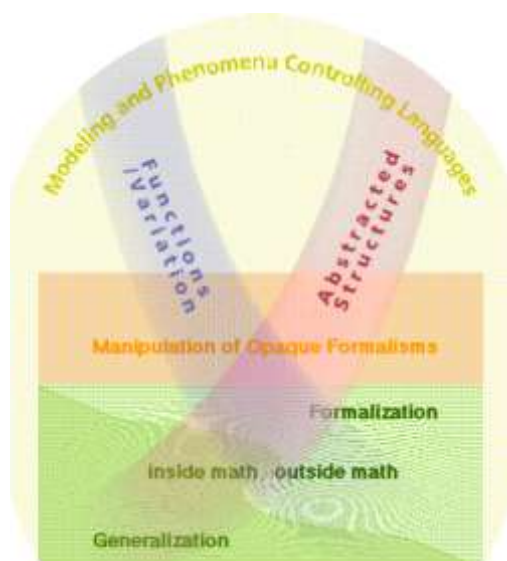 Modeling and Phenomena Controlling Languages
Functions
/Variation
Abstracted
Structures
Manipulation of Opaque Formalisms
Formalization
Inside math, outside math
Generalization